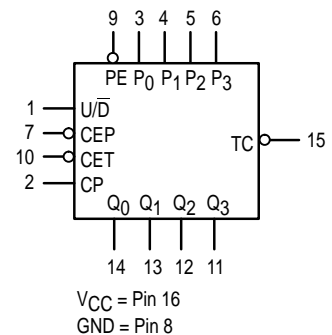 9 3 4 5 6
PE P0 P1 P2 P3
1 U/D̅
7 CEP
10 CET
TC 15
2 CP
Q0 Q1 Q2 Q3
14 13 12 11
VCC = Pin 16
GND = Pin 8